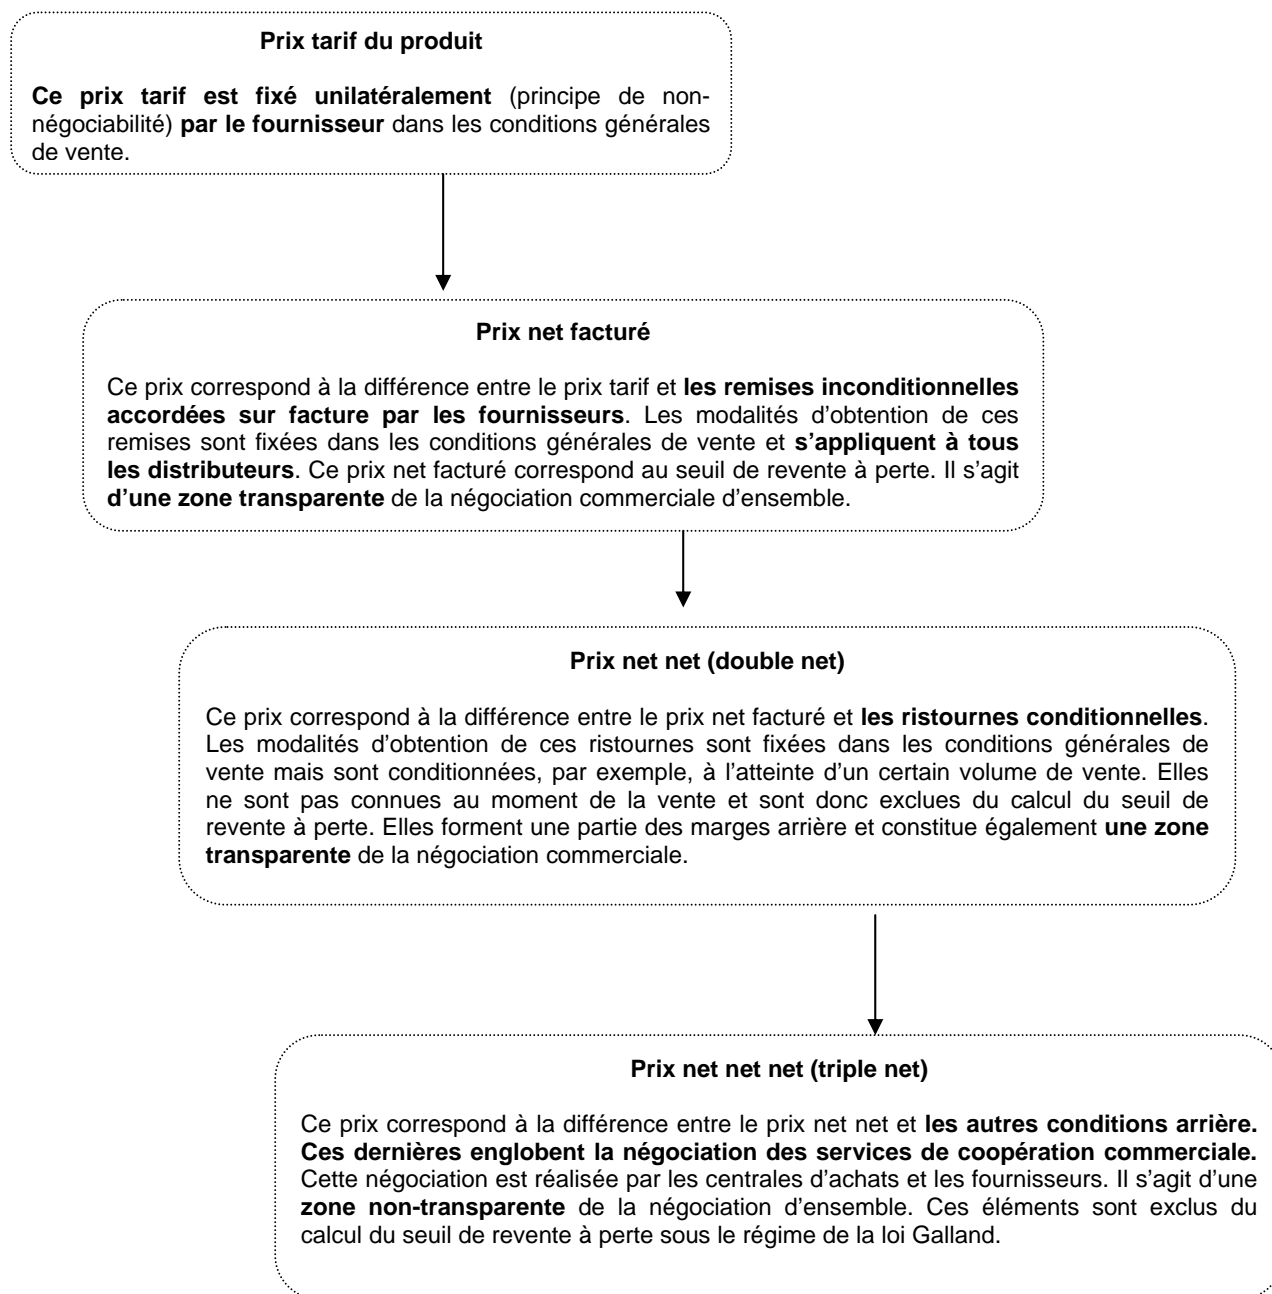 Prix tarif du produit
Ce prix tarif est fixé unilatéralement (principe de non-
négociabilité) par le fournisseur dans les conditions générales
de vente.
Prix net facturé
Ce prix correspond à la différence entre le prix tarif et les remises inconditionnelles
accordées sur facture par les fournisseurs. Les modalités d’obtention de ces
remises sont fixées dans les conditions générales de vente et s’appliquent à tous
les distributeurs. Ce prix net facturé correspond au seuil de revente à perte. Il s’agit
d’une zone transparente de la négociation commerciale d’ensemble.
Prix net net (double net)
Ce prix correspond à la différence entre le prix net facturé et les ristournes conditionnelles.
Les modalités d’obtention de ces ristournes sont fixées dans les conditions générales de
vente mais sont conditionnées, par exemple, à l’atteinte d’un certain volume de vente. Elles
ne sont pas connues au moment de la vente et sont donc exclues du calcul du seuil de
revente à perte. Elles forment une partie des marges arrière et constitue également une zone
transparente de la négociation commerciale.
Prix net net net (triple net)
Ce prix correspond à la différence entre le prix net net et les autres conditions arrière.
Ces dernières englobent la négociation des services de coopération commerciale.
Cette négociation est réalisée par les centrales d’achats et les fournisseurs. Il s’agit d’une
zone non-transparente de la négociation d’ensemble. Ces éléments sont exclus du
calcul du seuil de revente à perte sous le régime de la loi Galland.